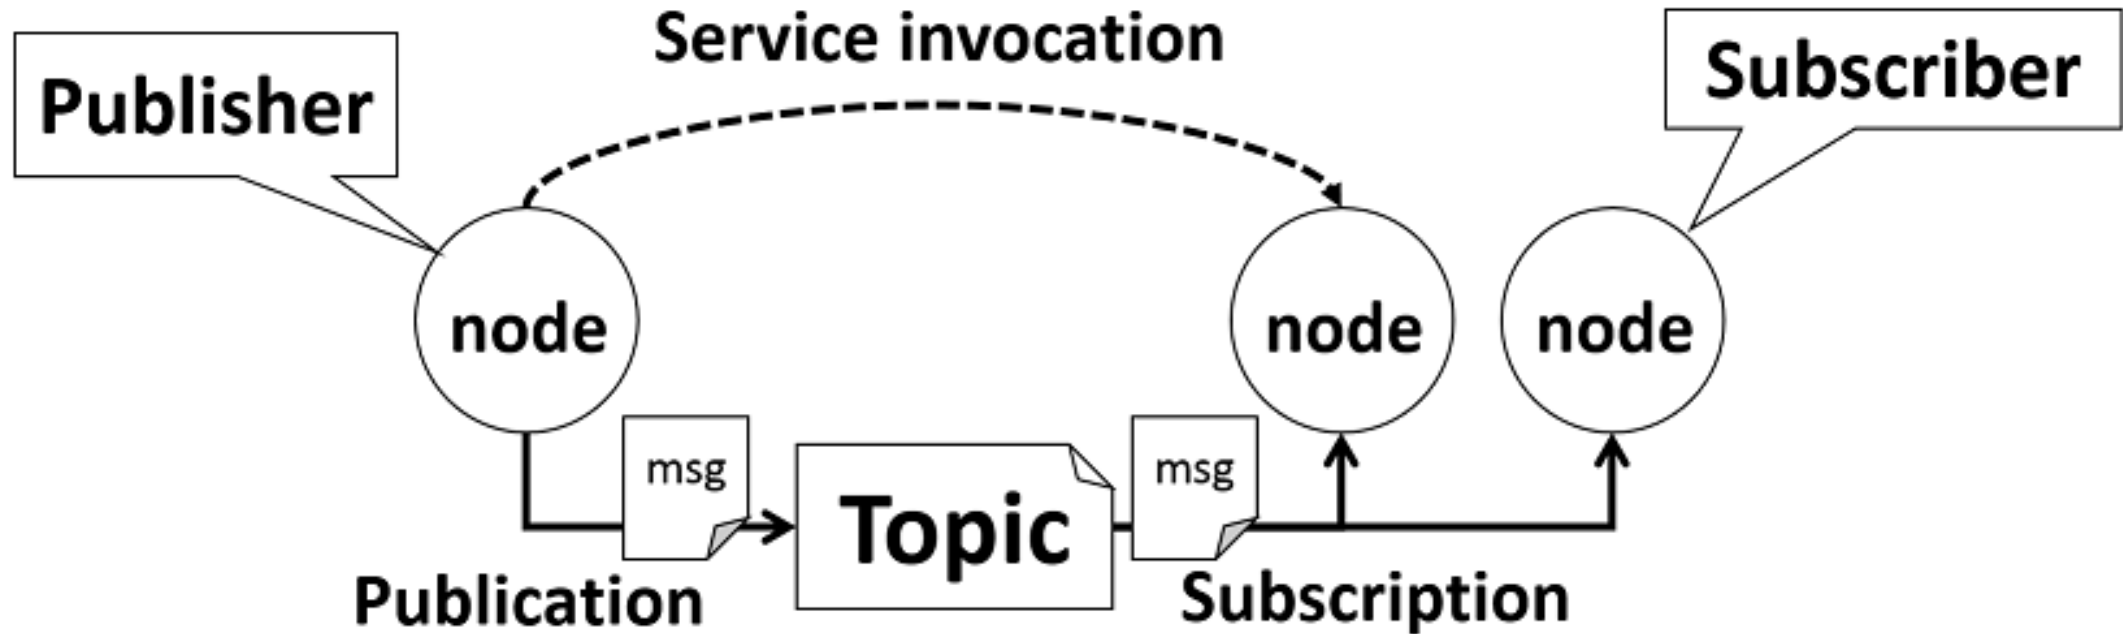 Service invocation
Publisher
Subscriber
node
node
node
msg
msg
Topic
Publication
Subscription